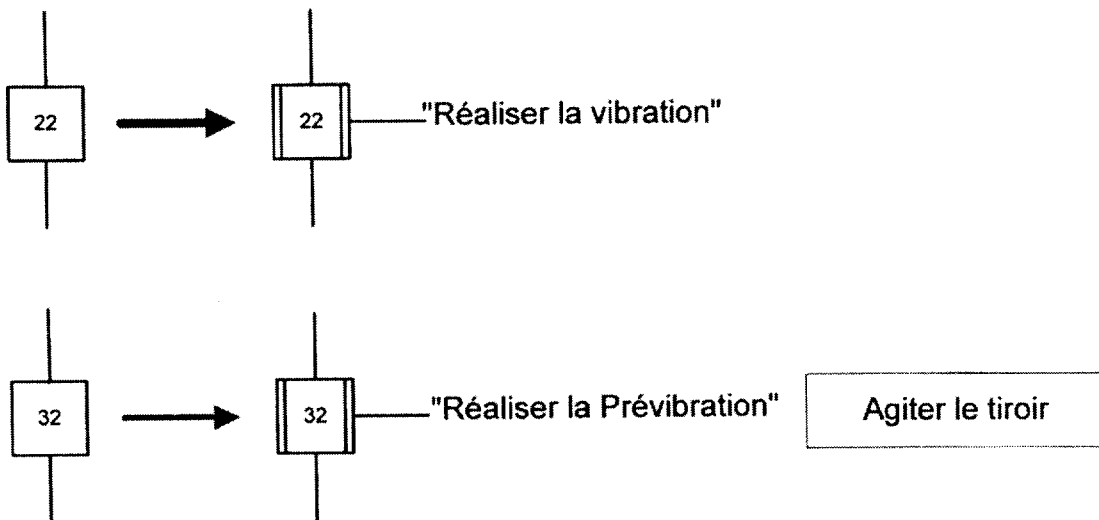 22 22 "Réaliser la vibration"
32 32 "Réaliser la Prévibration" Agiter le tiroir